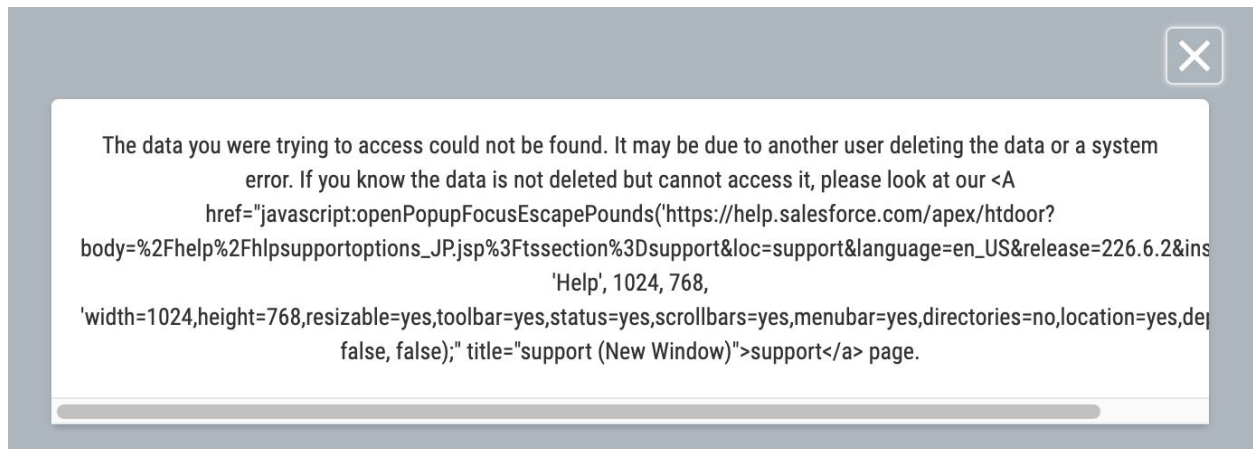 The data you were trying to access could not be found. It may be due to another user deleting the data or a system
error. If you know the data is not deleted but cannot access it, please look at our <A
href="javascript:openPopupFocusEscapePounds('https://help.salesforce.com/apex/htdoor?
body=%2Fhelp%2Fhlpsupportoptions_JP.jsp%3Ftssection%3Dsupport&loc=support&language=en_US&release=226.6.2&ins
'Help', 1024, 768,
'width=1024,height=768,resizable=yes,toolbar=yes,status=yes,scrollbars=yes,menubar=yes,directories=no,location=yes,dep
false, false);" title="support (New Window)">support</a> page.